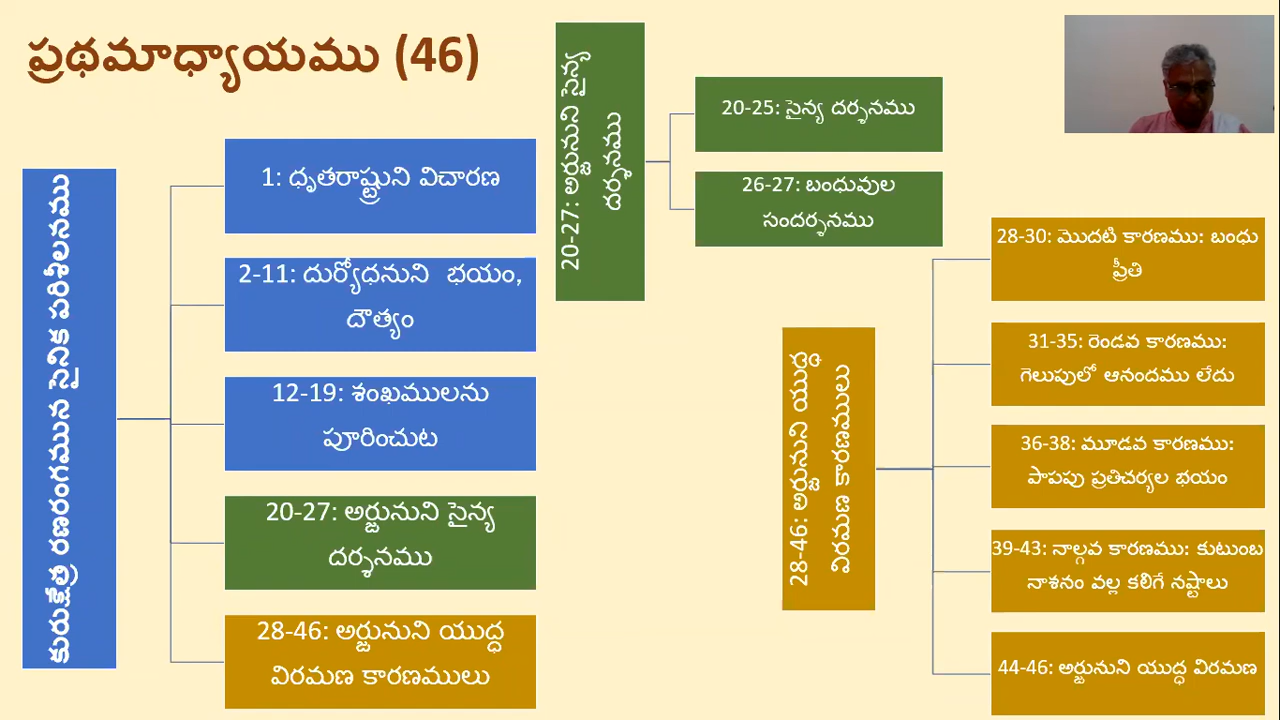 ప్రథమాధ్యాయము (46)
కురుక్షేత్ర రణరంగమున సైనిక పరిశీలనము
1: ధృతరాష్ట్రుని విచారణ
2-11: దుర్యోధనుని భయం,
దౌత్యం
12-19: శంఖములను
పూరించుట
20-27: అర్జునుని సైన్య
దర్శనము
28-46: అర్జునుని యుద్ధ
విరమణ కారణములు
20-27: అర్జునుని సైన్య
దర్శనము
20-25: సైన్య దర్శనము
26-27: బంధువుల
సందర్శనము
28-46: అర్జునుని యుద్ధ
విరమణ కారణములు
28-30: మొదటి కారణము: బంధు
ప్రీతి
31-35: రెండవ కారణము:
గెలుపులో ఆనందము లేదు
36-38: మూడవ కారణము:
పాపపు ప్రతిచర్యల భయం
39-43: నాల్గవ కారణము: కుటుంబ
నాశనం వల్ల కలిగే నష్టాలు
44-46: అర్జునుని యుద్ధ విరమణ